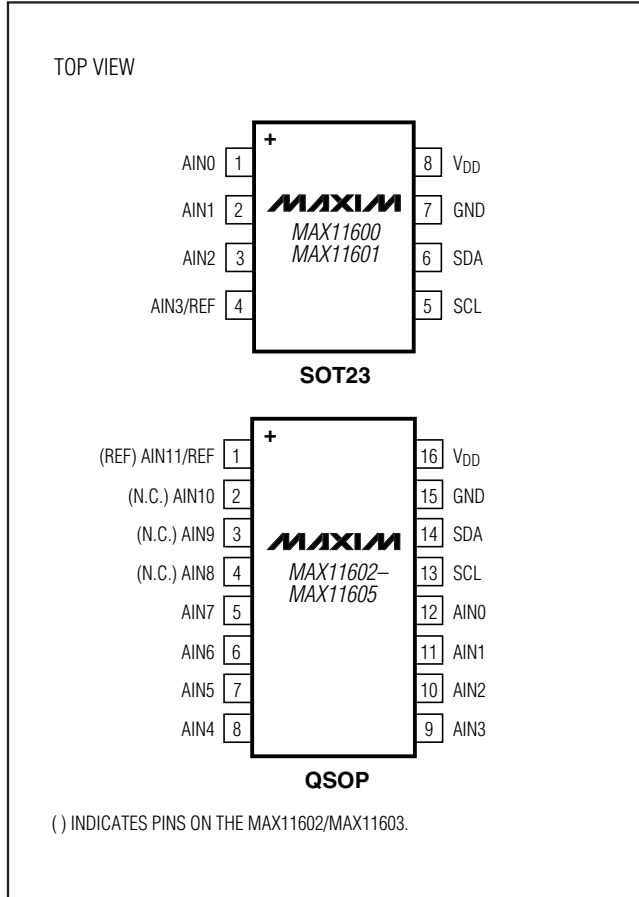 TOP VIEW
+
AIN0 1 8 VDD
AIN1 2 MAXIM 7 GND
MAX11600
MAX11601
AIN2 3 6 SDA
AIN3/REF 4 5 SCL
SOT23
+
(REF) AIN11/REF 1 16 VDD
(N.C.) AIN10 2 15 GND
(N.C.) AIN9 3 MAXIM 14 SDA
(N.C.) AIN8 4 MAX11602– 13 SCL
MAX11605
AIN7 5 12 AIN0
AIN6 6 11 AIN1
AIN5 7 10 AIN2
AIN4 8 9 AIN3
QSOP
( ) INDICATES PINS ON THE MAX11602/MAX11603.